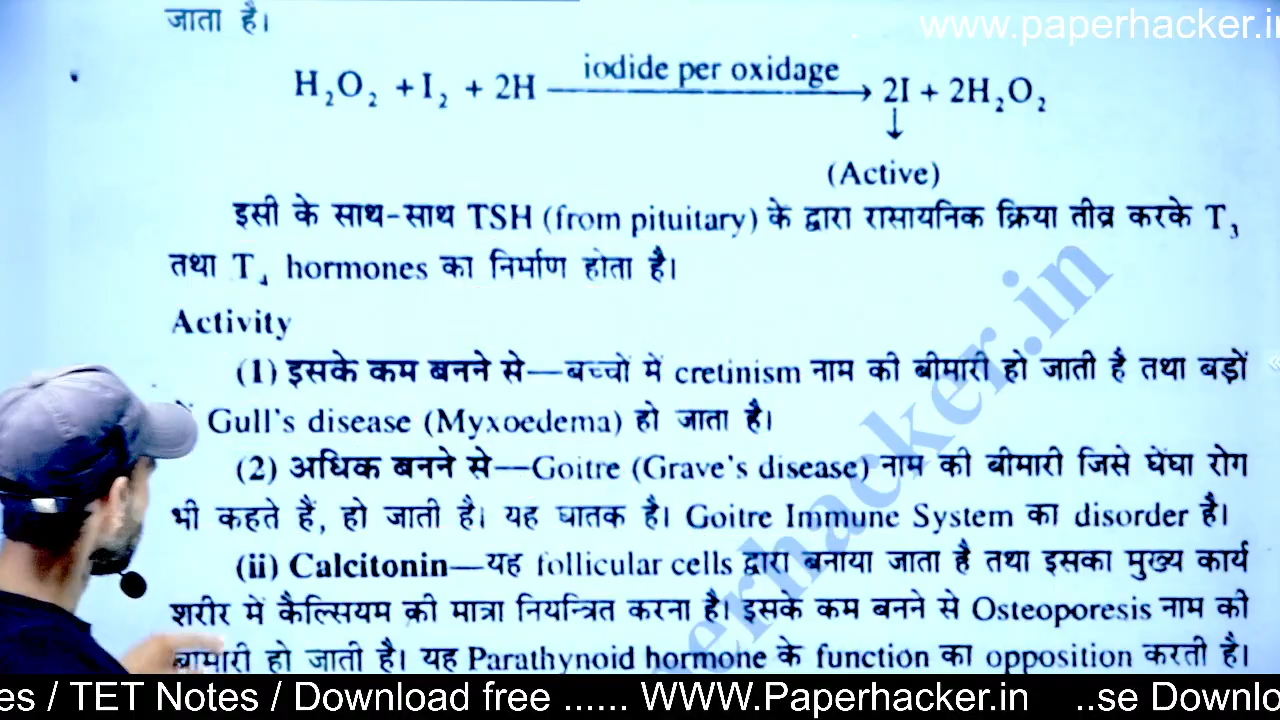 जाता है।
www.paperhacker.in
H₂O₂ + I₂ + 2H iodide per oxidage → 2I + 2H₂O₂
↓
(Active)
इसी के साथ-साथ TSH (from pituitary) के द्वारा रासायनिक क्रिया तीव्र करके T₃
तथा T₄ hormones का निर्माण होता है।
Activity
(1) इसके कम बनने से—बच्चों में cretinism नाम की बीमारी हो जाती है तथा बड़ों
Gull's disease (Myxoedema) हो जाता है।
(2) अधिक बनने से—Goitre (Grave's disease) नाम की बीमारी जिसे घेंघा रोग
भी कहते हैं, हो जाती है। यह घातक है। Goitre Immune System का disorder है।
(ii) Calcitonin—यह follicular cells द्वारा बनाया जाता है तथा इसका मुख्य कार्य
शरीर में कैल्सियम की मात्रा नियन्त्रित करना है। इसके कम बनने से Osteoporesis नाम की
बीमारी हो जाती है। यह Parathynoid hormone के function का opposition करती है।
erhacker.in
es / TET Notes / Download free ...... WWW.Paperhacker.in ..se Downlo